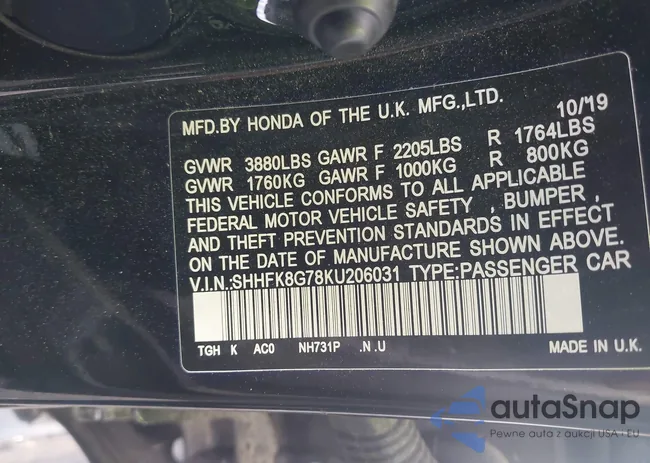 MFD.BY HONDA OF THE U.K. MFG.,LTD. 10/'19
GVWR 3880LBS GAWR F 2205LBS R 1764LBS
GVWR 1760KG GAWR F 1000KG R 800KG
THIS VEHICLE CONFORMS TO ALL APPLICABLE
FEDERAL MOTOR VEHICLE SAFETY , BUMPER ,
AND THEFT PREVENTION STANDARDS IN EFFECT
ON THE DATE OF MANUFACTURE SHOWN ABOVE.
V.I.N.:SHHFK8G78KU206031 TYPE:PASSENGER CAR
TGH K AC0 NH731P .N .U MADE IN U.K.
autaSnap
Pewne auta z aukcji USA - EU